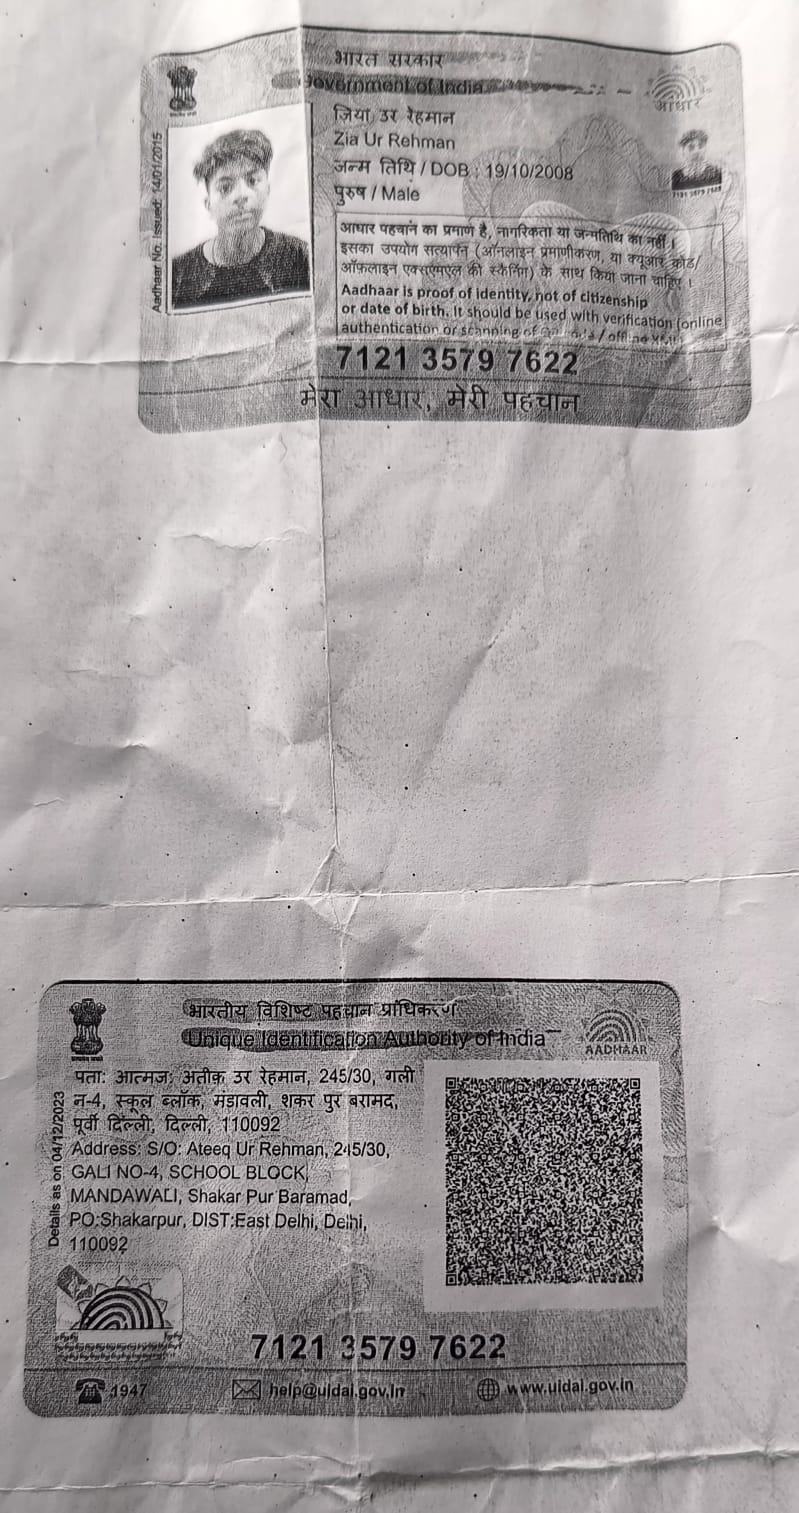 भारत सरकार
Government of India
आधार
ज़िया उर रेहमान
Zia Ur Rehman
जन्म तिथि / DOB : 19/10/2008
पुरुष / Male
Aadhaar No. Issued: 14/01/2015
आधार पहचान का प्रमाण है, नागरिकता या जन्मतिथि का नहीं ।
इसका उपयोग सत्यापन (ऑनलाइन प्रमाणीकरण, या क्यूआर कोड/
ऑफ़लाइन एक्सएमएल की स्कैनिंग) के साथ किया जाना चाहिए ।
Aadhaar is proof of identity, not of citizenship
or date of birth. It should be used with verification (online
authentication or scanning of
7121 3579 7622
मेरा आधार, मेरी पहचान
भारतीय विशिष्ट पहचान प्राधिकरण
Unique Identification Authority of India
AADHAAR
Details as on 04/12/2023
पता: आत्मज: अतीक़ उर रेहमान, 245/30, गली
न-4, स्कूल ब्लॉक, मंडावली, शकर पुर बरामद,
पूर्वी दिल्ली, दिल्ली, 110092
Address: S/O: Ateeq Ur Rehman, 245/30,
GALI NO-4, SCHOOL BLOCK,
MANDAWALI, Shakar Pur Baramad,
PO:Shakarpur, DIST:East Delhi, Delhi,
110092
7121 3579 7622
1947
help@uidai.gov.in
www.uidai.gov.in